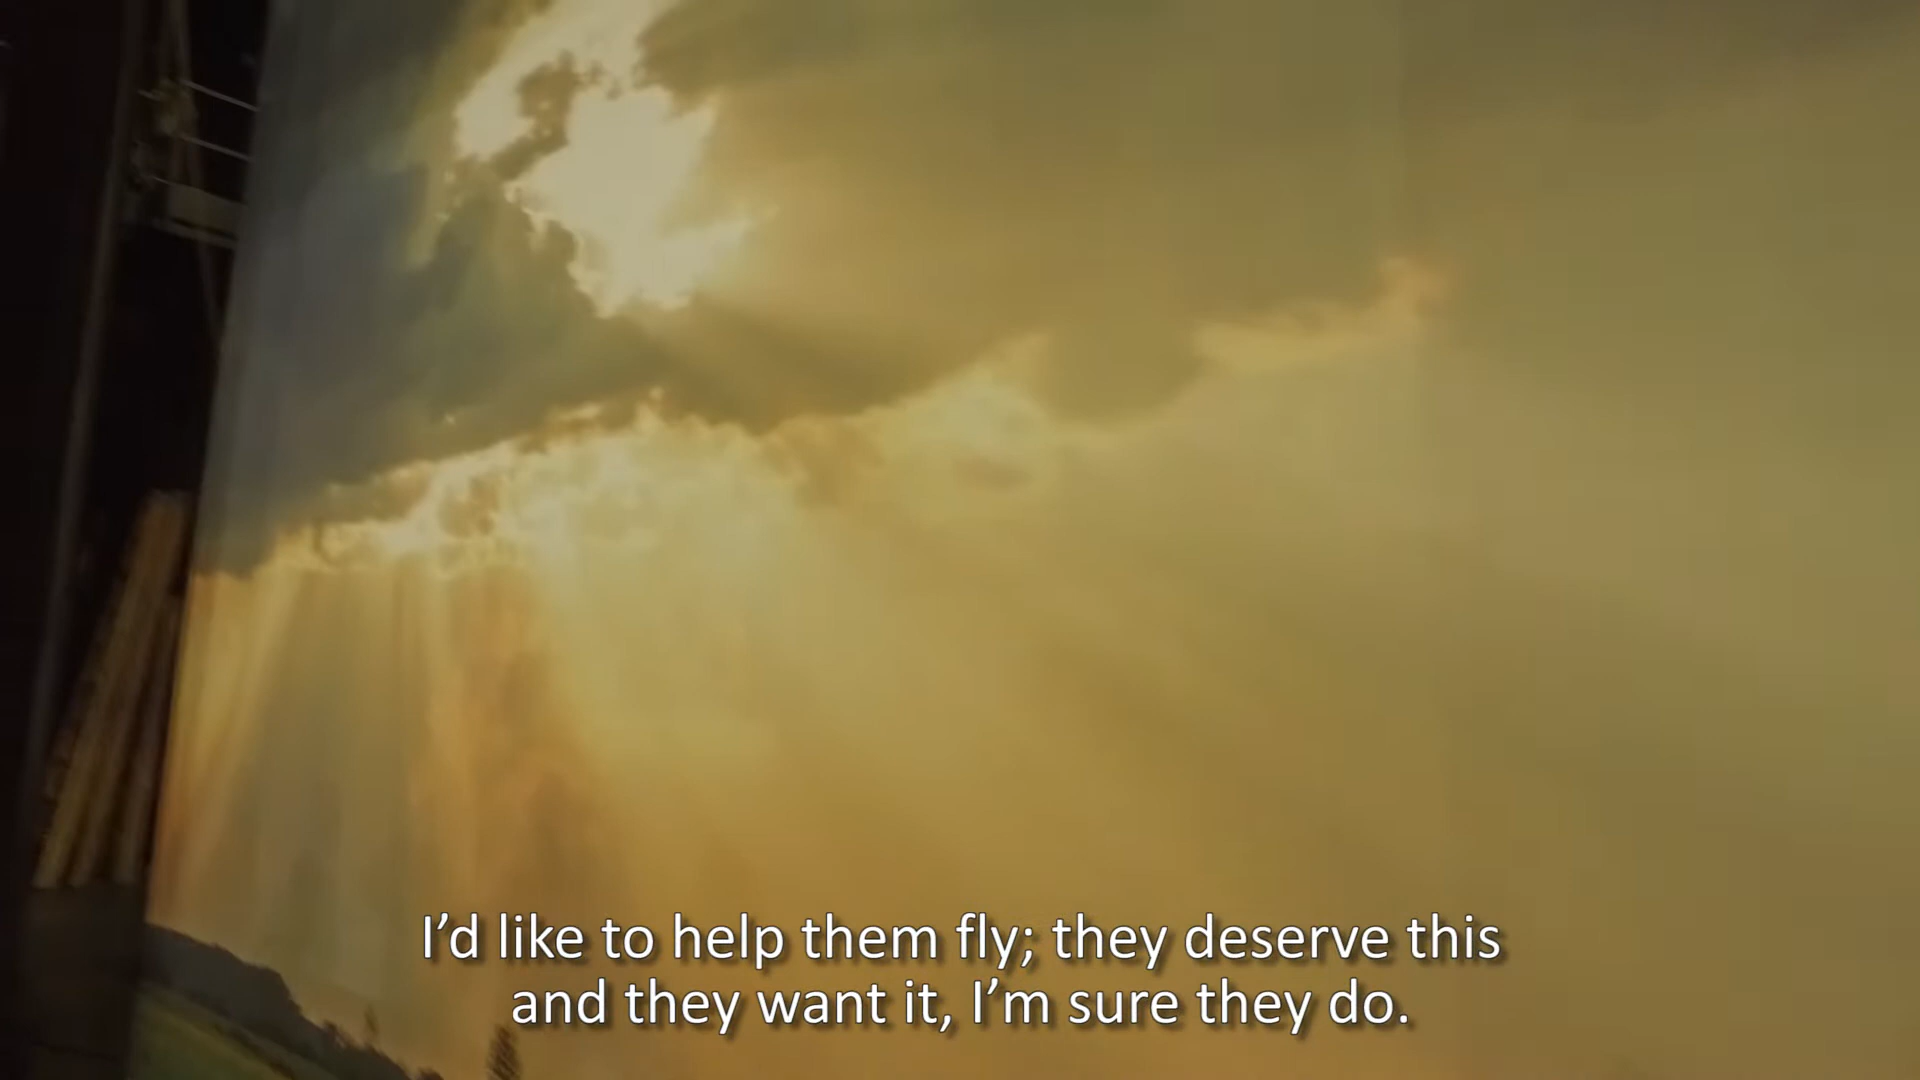 I’d like to help them fly; they deserve this
and they want it, I’m sure they do.